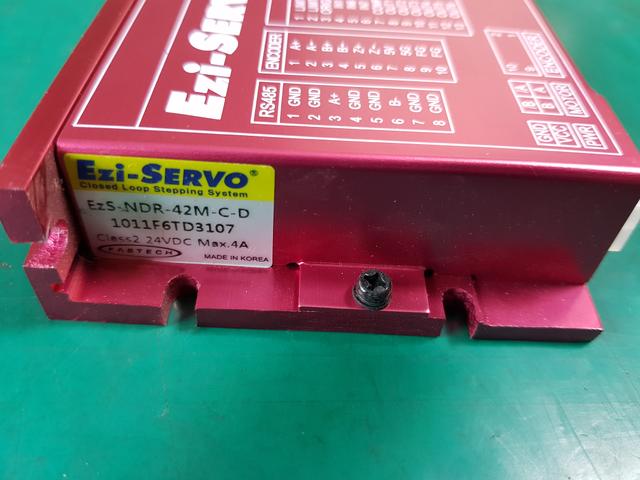 Ezi-SERVO
RS485
1 GND
2 GND
3 A+
4 GND
5 GND
6 B-
7 GND
8 GND
ENCODER
1 A+
2 A-
3 B+
4 B-
5 Z+
6 Z-
7 5V
8 5G
9 FG
10 FG
ENCODER
MOTOR
B A
B A
GND
VCC
PWR
Ezi-SERVO®
Closed Loop Stepping System
EzS-NDR-42M-C-D
1011F6TD3107
Class2 24VDC Max.4A
FASTECH
MADE IN KOREA